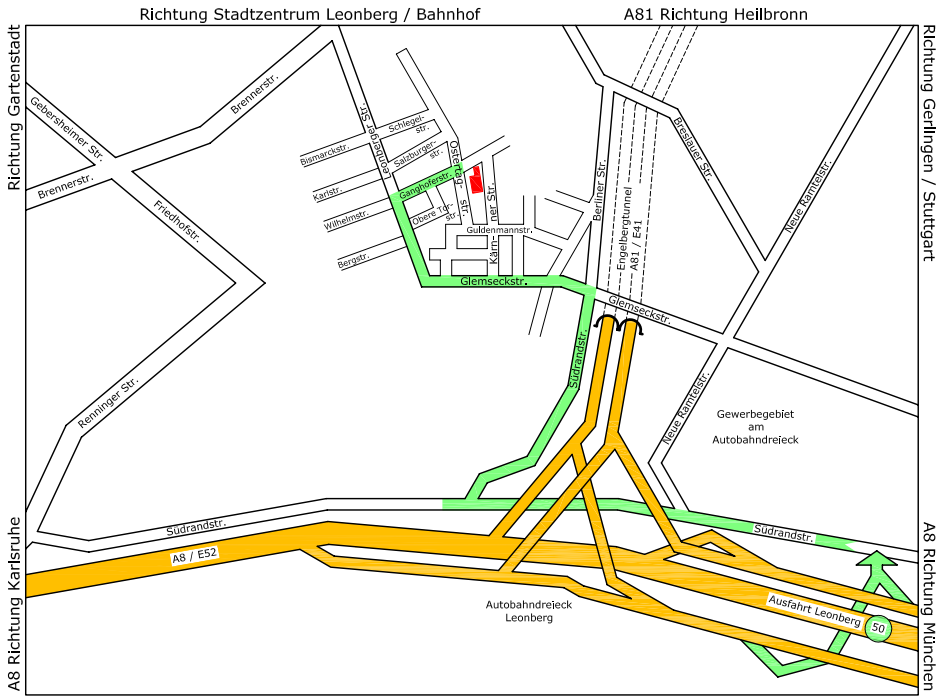 Richtung Stadtzentrum Leonberg / Bahnhof
A81 Richtung Heilbronn
Richtung Gartenstadt
Richtung Gerlingen / Stuttgart
Gebersheimer Str.
Brennerstr.
Brennerstr.
Friedhofstr.
Renninger Str.
Leonberger Str.
Bismarckstr.
Schlegel-
str.
Salzburger-
str.
Karlstr.
Ganghoferstr.
Wilhelmstr.
Obere Tor-
str.
Bergstr.
Ostertag-
str.
Kärn-
ner Str.
Guldenmannstr.
Glemseckstr.
Berliner Str.
Engelbergtunnel
A81 / E41
Breslauer Str.
Neue Ramtelstr.
Glemseckstr.
Südrandstr.
Neue Ramtelstr.
Gewerbegebiet
am
Autobahndreieck
Südrandstr.
Südrandstr.
A8 / E52
Autobahndreieck
Leonberg
Ausfahrt Leonberg
50
A8 Richtung Karlsruhe
A8 Richtung München